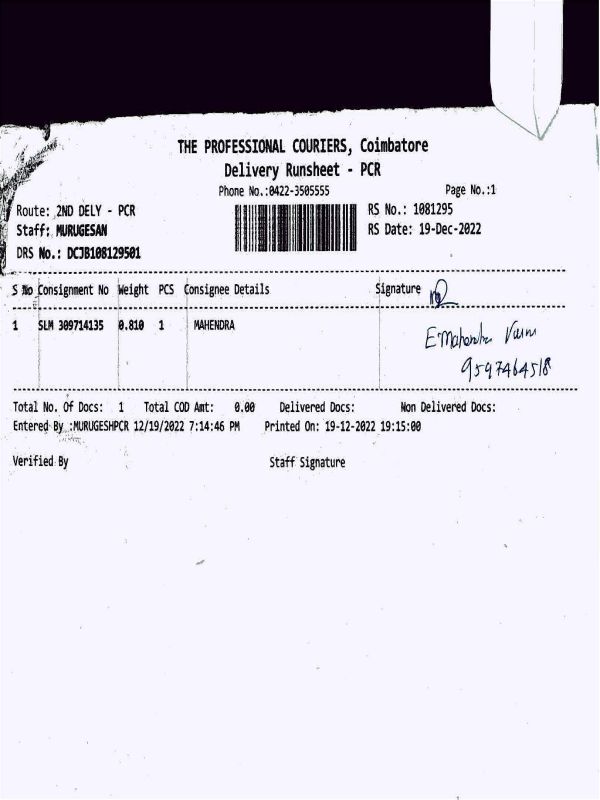 THE PROFESSIONAL COURIERS, Coimbatore
Delivery Runsheet - PCR
Phone No.:0422-3505555 Page No.:1
Route: 2ND DELY - PCR RS No.: 1081295
Staff: MURUGESAN RS Date: 19-Dec-2022
DRS No.: DCJB108129501
S No Consignment No Weight PCS Consignee Details Signature
1 SLM 309714135 0.810 1 MAHENDRA E.Mahendra
9597464518
Total No. Of Docs: 1 Total COD Amt: 0.00 Delivered Docs: Non Delivered Docs:
Entered By :MURUGESHPCR 12/19/2022 7:14:46 PM Printed On: 19-12-2022 19:15:00
Verified By Staff Signature